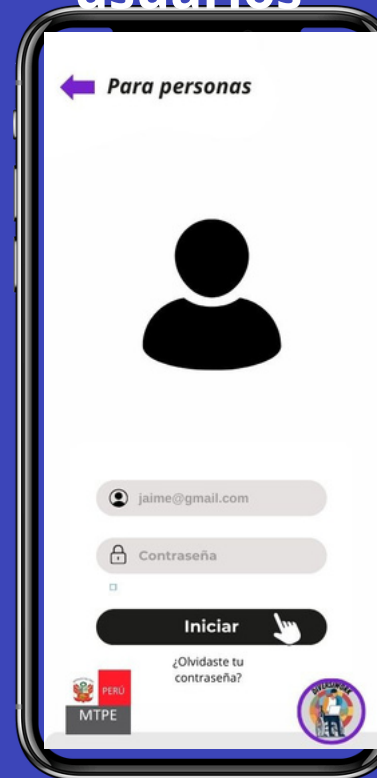 usuarios
Para personas
jaime@gmail.com
Contraseña
Iniciar
¿Olvidaste tu
contraseña?
PERÚ
MTPE